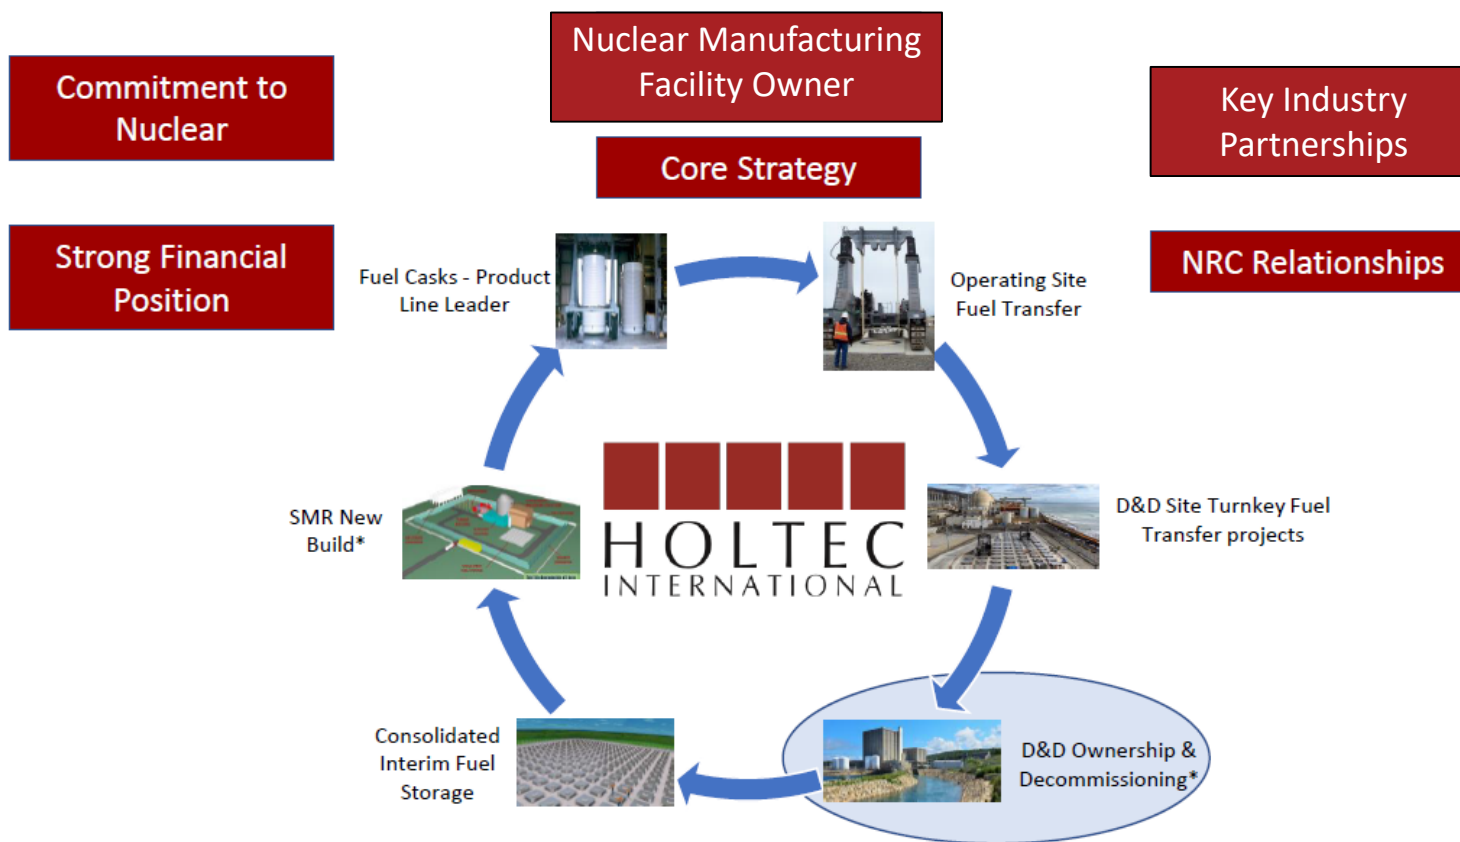 Nuclear Manufacturing
Facility Owner
Commitment to
Nuclear
Key Industry
Partnerships
Core Strategy
Strong Financial
Position
NRC Relationships
Fuel Casks - Product
Line Leader
Operating Site
Fuel Transfer
SMR New
Build*
HOLTEC
INTERNATIONAL
D&D Site Turnkey Fuel
Transfer projects
Consolidated
Interim Fuel
Storage
D&D Ownership &
Decommissioning*